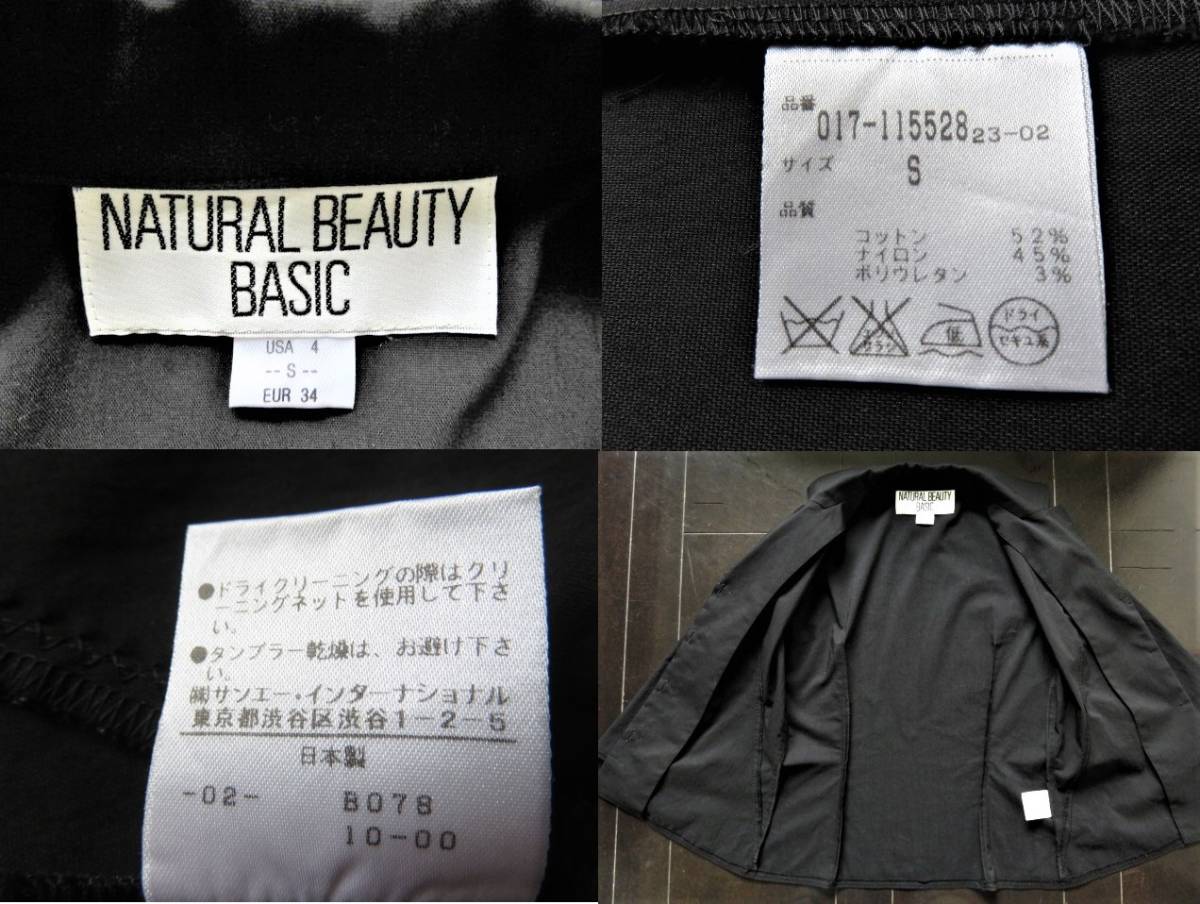 NATURAL BEAUTY
BASIC
USA 4
-- S --
EUR 34
品番
017-115528 23-02
サイズ S
品質
コットン 52%
ナイロン 45%
ポリウレタン 3%
エンソ
サラシ
低
ドライ
セキユ系
●ドライクリーニングの際はクリ
ーニングネットを使用して下さ
い。
●タンブラー乾燥は、お避け下さ
い。
㈱サンエー・インターナショナル
東京都渋谷区渋谷1-2-5
日本製
-02- B078
10-00
NATURAL BEAUTY
BASIC